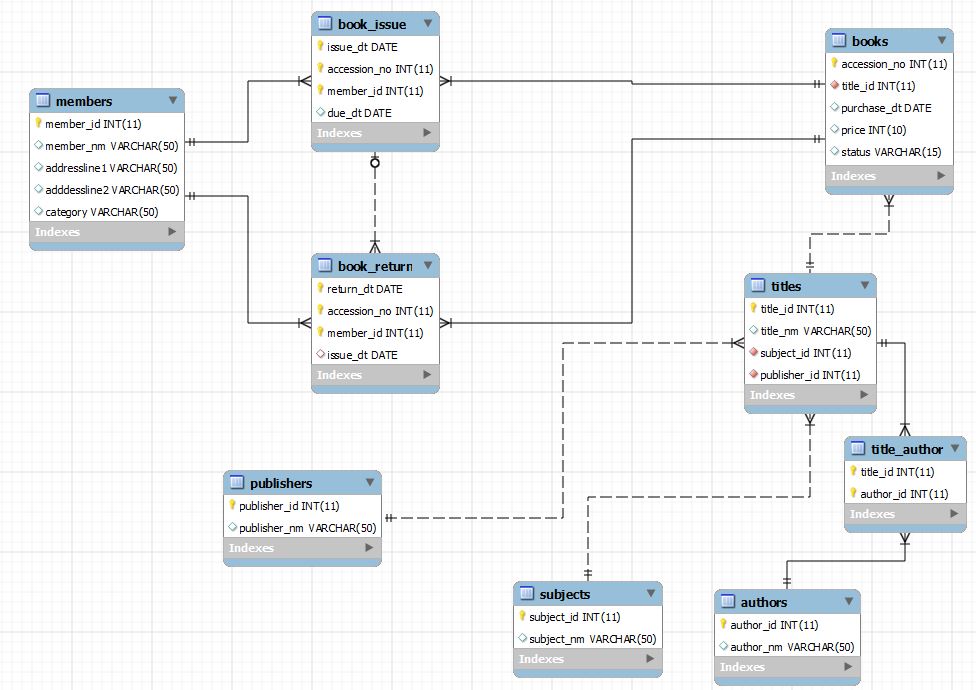 book_issue
issue_dt DATE
accession_no INT(11)
member_id INT(11)
due_dt DATE
Indexes
books
accession_no INT(11)
title_id INT(11)
purchase_dt DATE
price INT(10)
status VARCHAR(15)
Indexes
members
member_id INT(11)
member_nm VARCHAR(50)
addressline1 VARCHAR(50)
adddessline2 VARCHAR(50)
category VARCHAR(50)
Indexes
book_return
return_dt DATE
accession_no INT(11)
member_id INT(11)
issue_dt DATE
Indexes
titles
title_id INT(11)
title_nm VARCHAR(50)
subject_id INT(11)
publisher_id INT(11)
Indexes
title_author
title_id INT(11)
author_id INT(11)
Indexes
publishers
publisher_id INT(11)
publisher_nm VARCHAR(50)
Indexes
subjects
subject_id INT(11)
subject_nm VARCHAR(50)
Indexes
authors
author_id INT(11)
author_nm VARCHAR(50)
Indexes